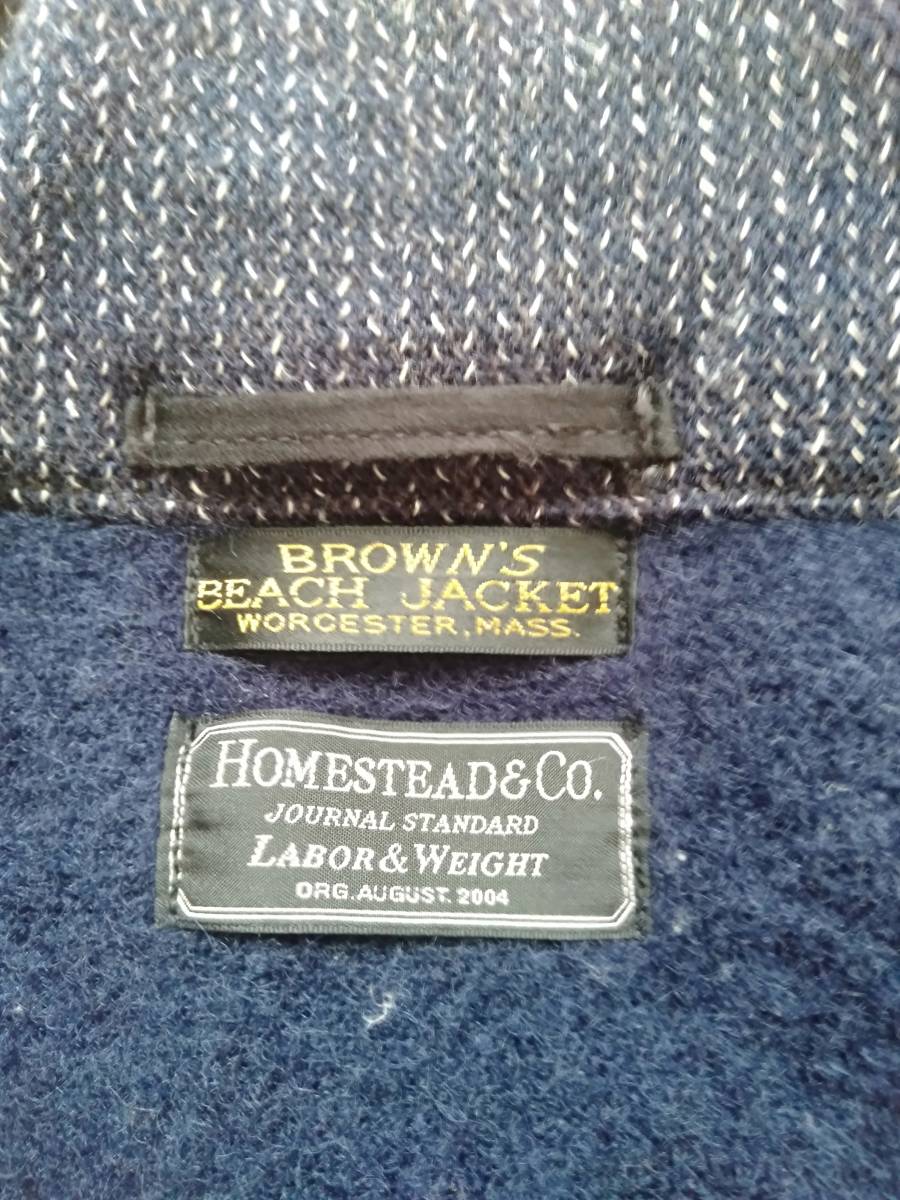 BROWN'S
BEACH JACKET
WORCESTER, MASS.
HOMESTEAD & CO.
JOURNAL STANDARD
LABOR & WEIGHT
ORG. AUGUST. 2004